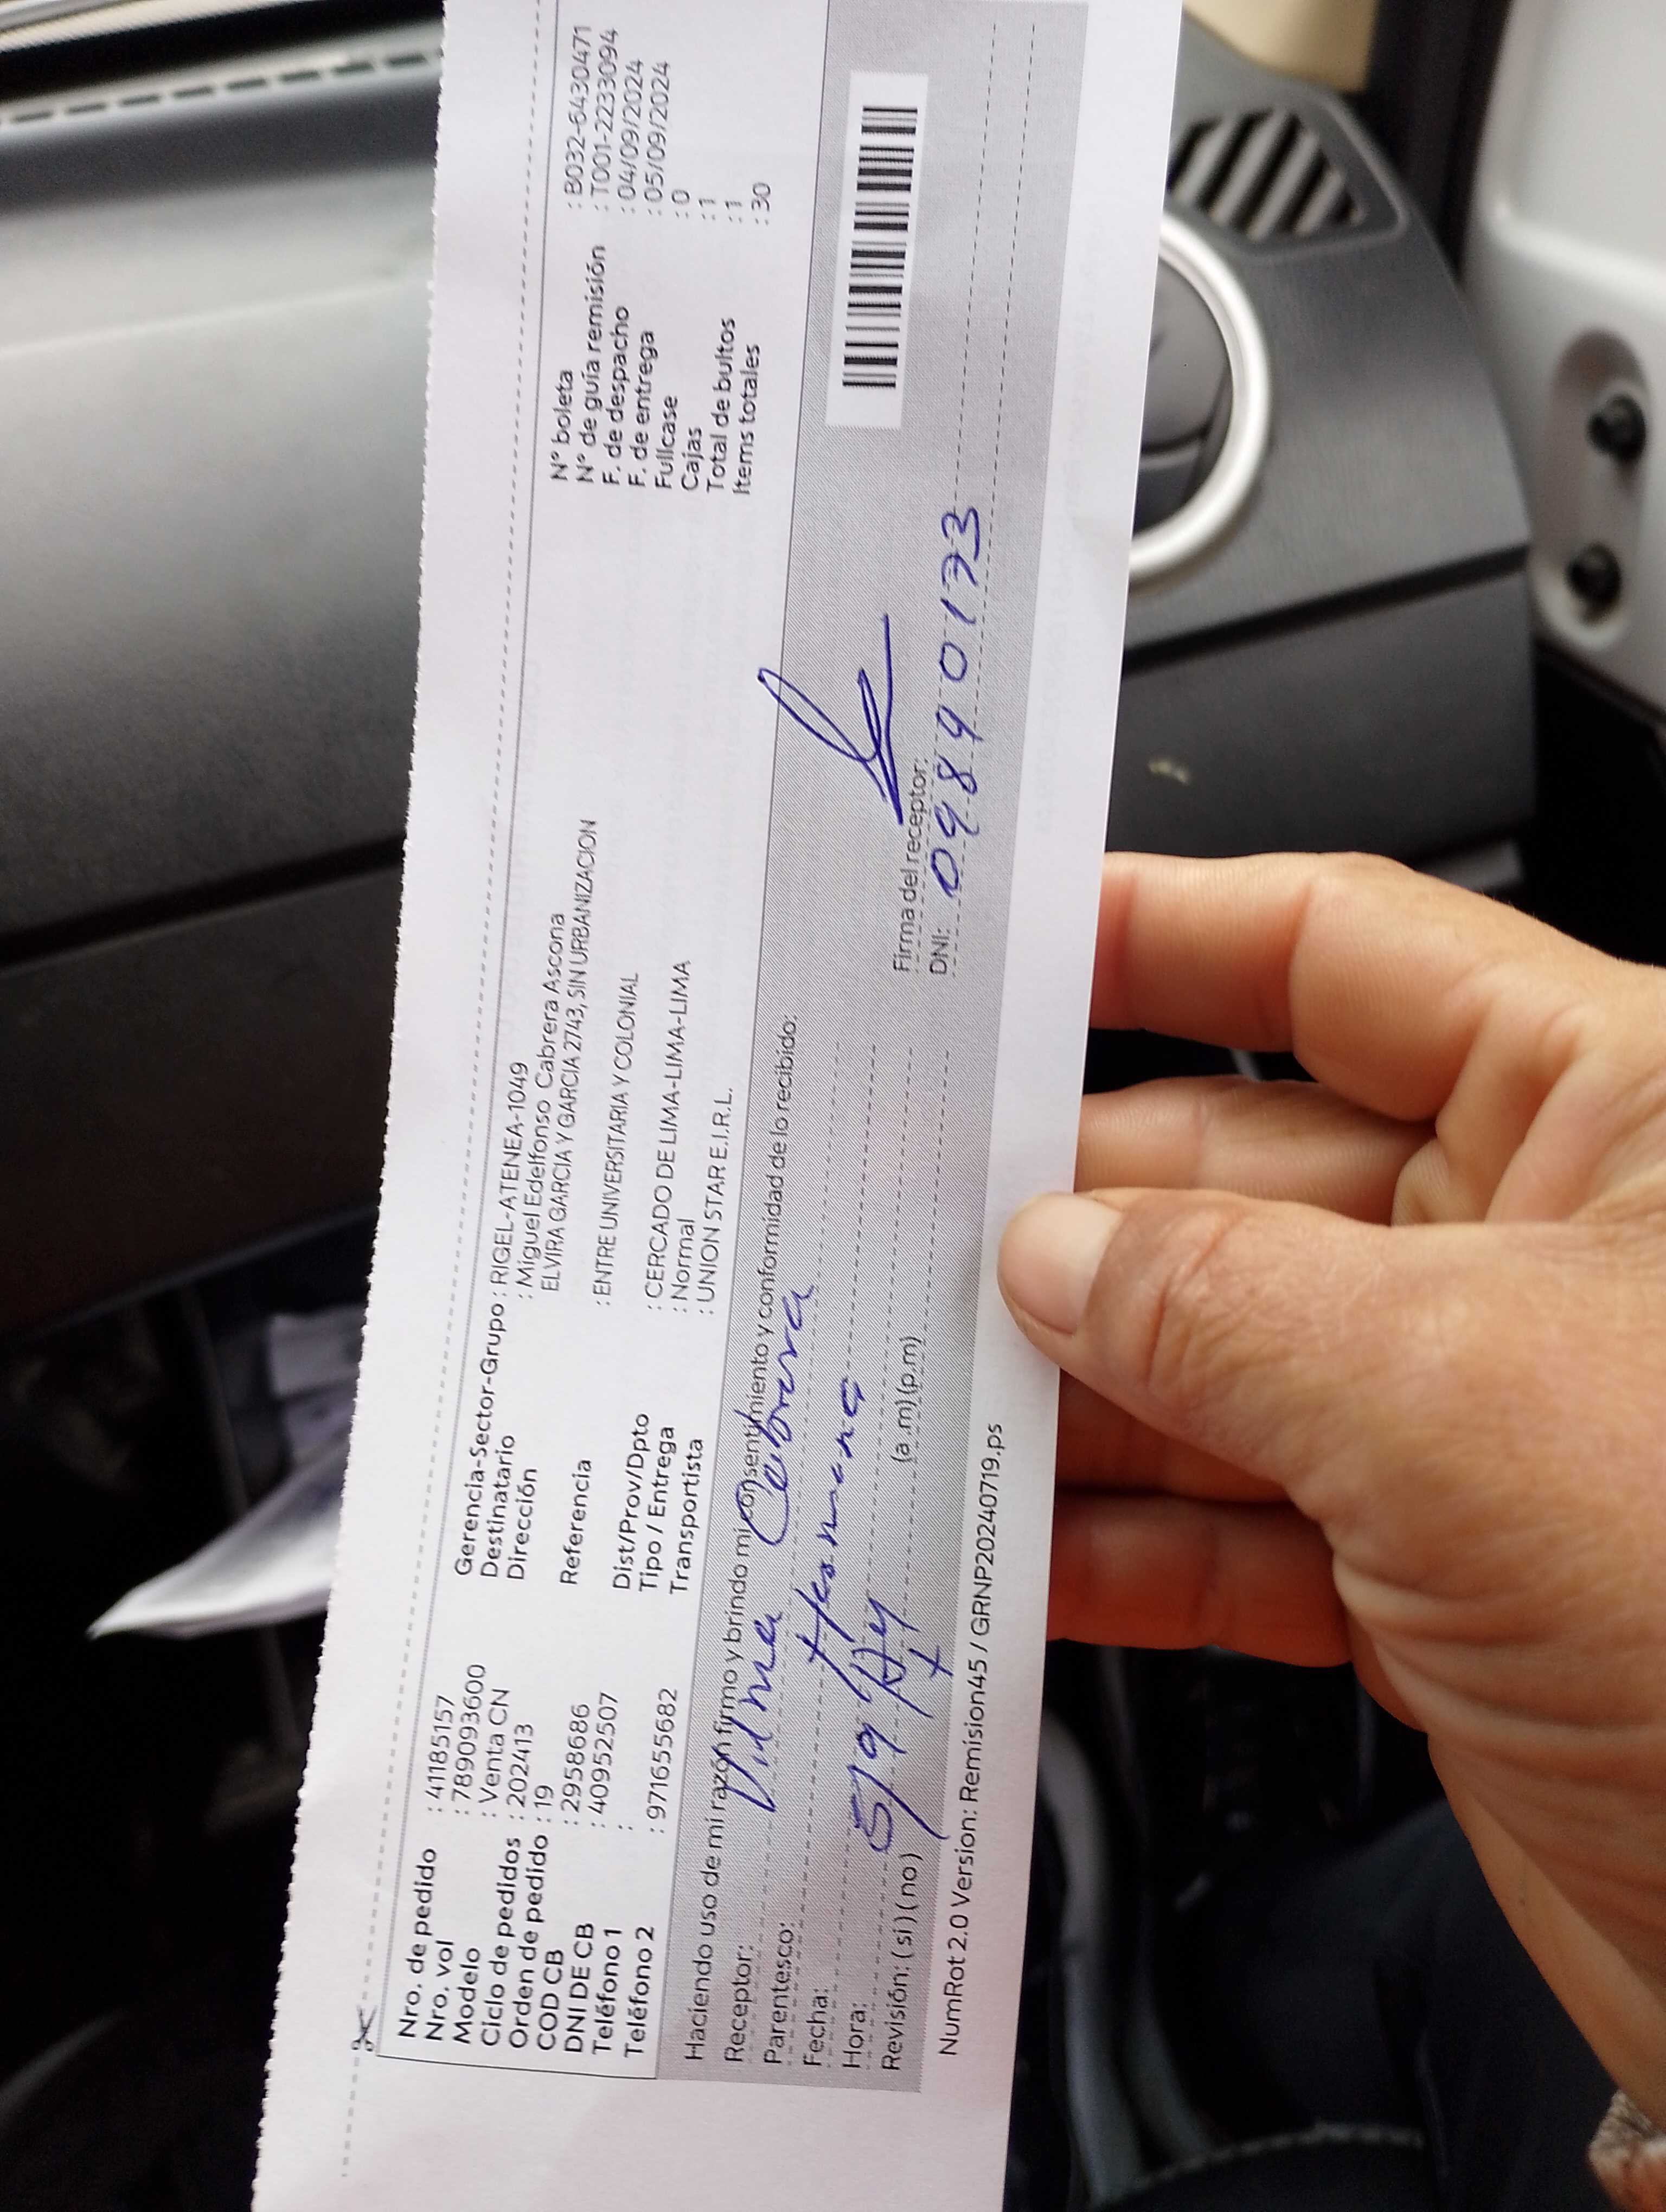 Nro. de pedido : 41185157
Nro. vol : 789093600
Modelo : Venta CN
Ciclo de pedidos : 202413
Orden de pedido : 19
COD CB : 2958686
DNI DE CB : 40952507
Teléfono 1 :
Teléfono 2 : 971655682
Gerencia-Sector-Grupo : RIGEL-ATENEA-1049
Destinatario : Miguel Edelfonso Cabrera Ascona
Dirección ELVIRA GARCIA Y GARCIA 2743, SIN URBANIZACION
Referencia : ENTRE UNIVERSITARIA Y COLONIAL
Dist/Prov/Dpto : CERCADO DE LIMA-LIMA-LIMA
Tipo / Entrega : Normal
Transportista : UNION STAR E.I.R.L.
N° boleta : B032-6430471
N° de guía remisión : T001-2233094
F. de despacho : 04/09/2024
F. de entrega : 05/09/2024
Fullcase : 0
Cajas : 1
Total de bultos : 1
Items totales : 30
Haciendo uso de mi razón firmo y brindo mi consentimiento y conformidad de lo recibido:
Receptor: Vilma Cabrera
Parentesco: Hermana
Fecha: 5/9/24
Hora: (a.m) (p.m)
Revisión: (si) (no)
Firma del receptor:
DNI: 09890173
NumRot 2.0 Version: Remision45 / GRNP20240719.ps